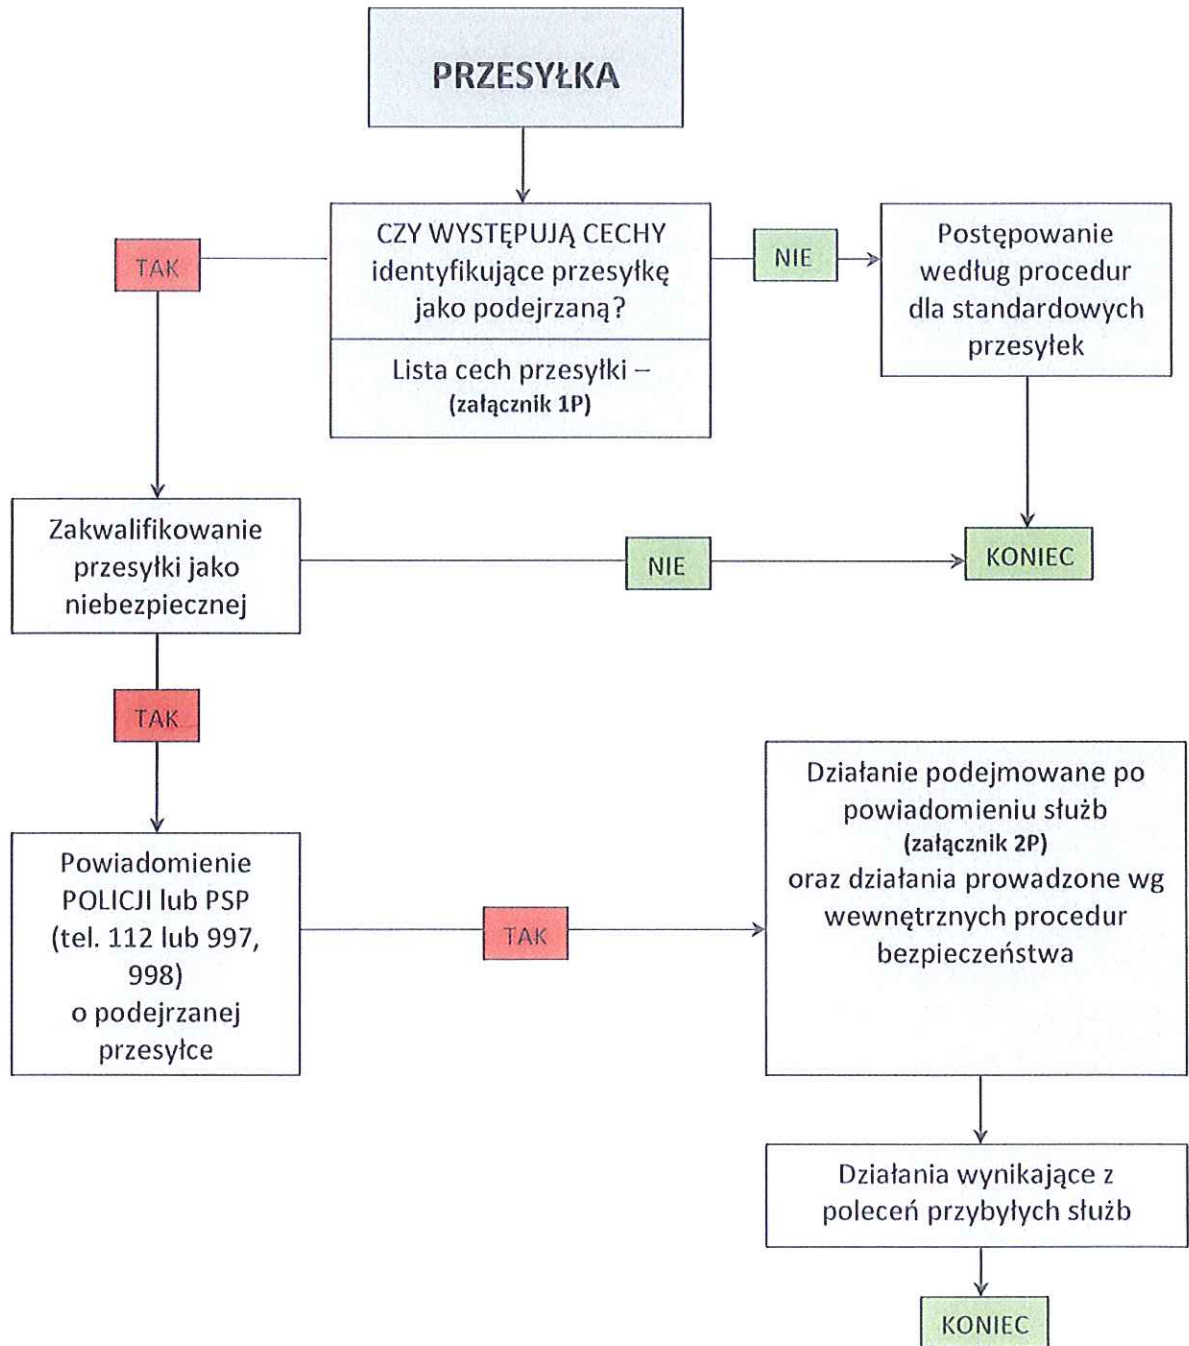 PRZESYŁKA
CZY WYSTĘPUJĄ CECHY
identyfikujące przesyłkę
jako podejrzaną?
Lista cech przesyłki –
(załącznik 1P)
TAK
NIE
Postępowanie
według procedur
dla standardowych
przesyłek
Zakwalifikowanie
przesyłki jako
niebezpiecznej
NIE
KONIEC
TAK
Powiadomienie
POLICJI lub PSP
(tel. 112 lub 997,
998)
o podejrzanej
przesyłce
TAK
Działanie podejmowane po
powiadomieniu służb
(załącznik 2P)
oraz działania prowadzone wg
wewnętrznych procedur
bezpieczeństwa
Działania wynikające z
poleceń przybyłych służb
KONIEC